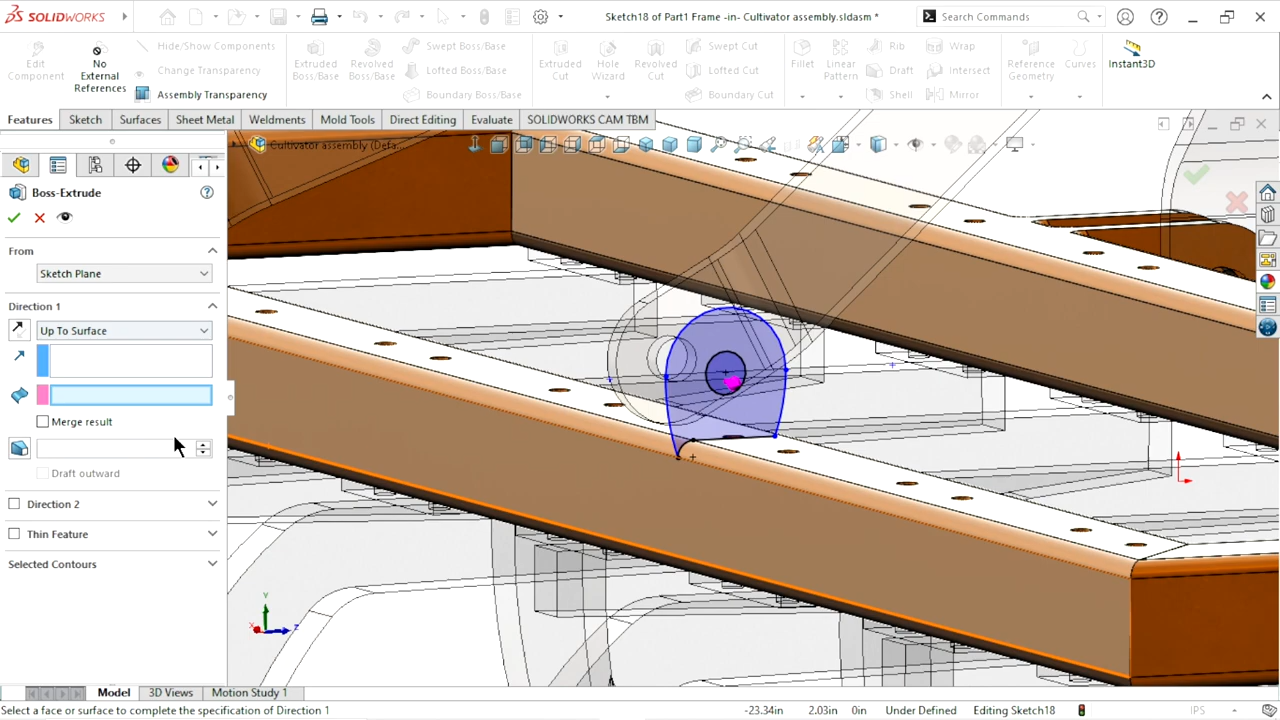 SOLIDWORKS
Sketch18 of Part1 Frame -in- Cultivator assembly.sldasm *
Search Commands
Edit Component
No External References
Hide/Show Components
Change Transparency
Assembly Transparency
Extruded Boss/Base
Revolved Boss/Base
Swept Boss/Base
Lofted Boss/Base
Boundary Boss/Base
Extruded Cut
Hole Wizard
Revolved Cut
Swept Cut
Lofted Cut
Boundary Cut
Fillet
Linear Pattern
Rib
Draft
Shell
Wrap
Intersect
Mirror
Reference Geometry
Curves
Instant3D
Features
Sketch
Surfaces
Sheet Metal
Weldments
Mold Tools
Direct Editing
Evaluate
SOLIDWORKS CAM TBM
Cultivator assembly (Defa...
Boss-Extrude
From
Sketch Plane
Direction 1
Up To Surface
Merge result
Draft outward
Direction 2
Thin Feature
Selected Contours
Y
X
Z
Model
3D Views
Motion Study 1
Select a face or surface to complete the specification of Direction 1
-23.34in
2.03in
0in
Under Defined
Editing Sketch18
IPS